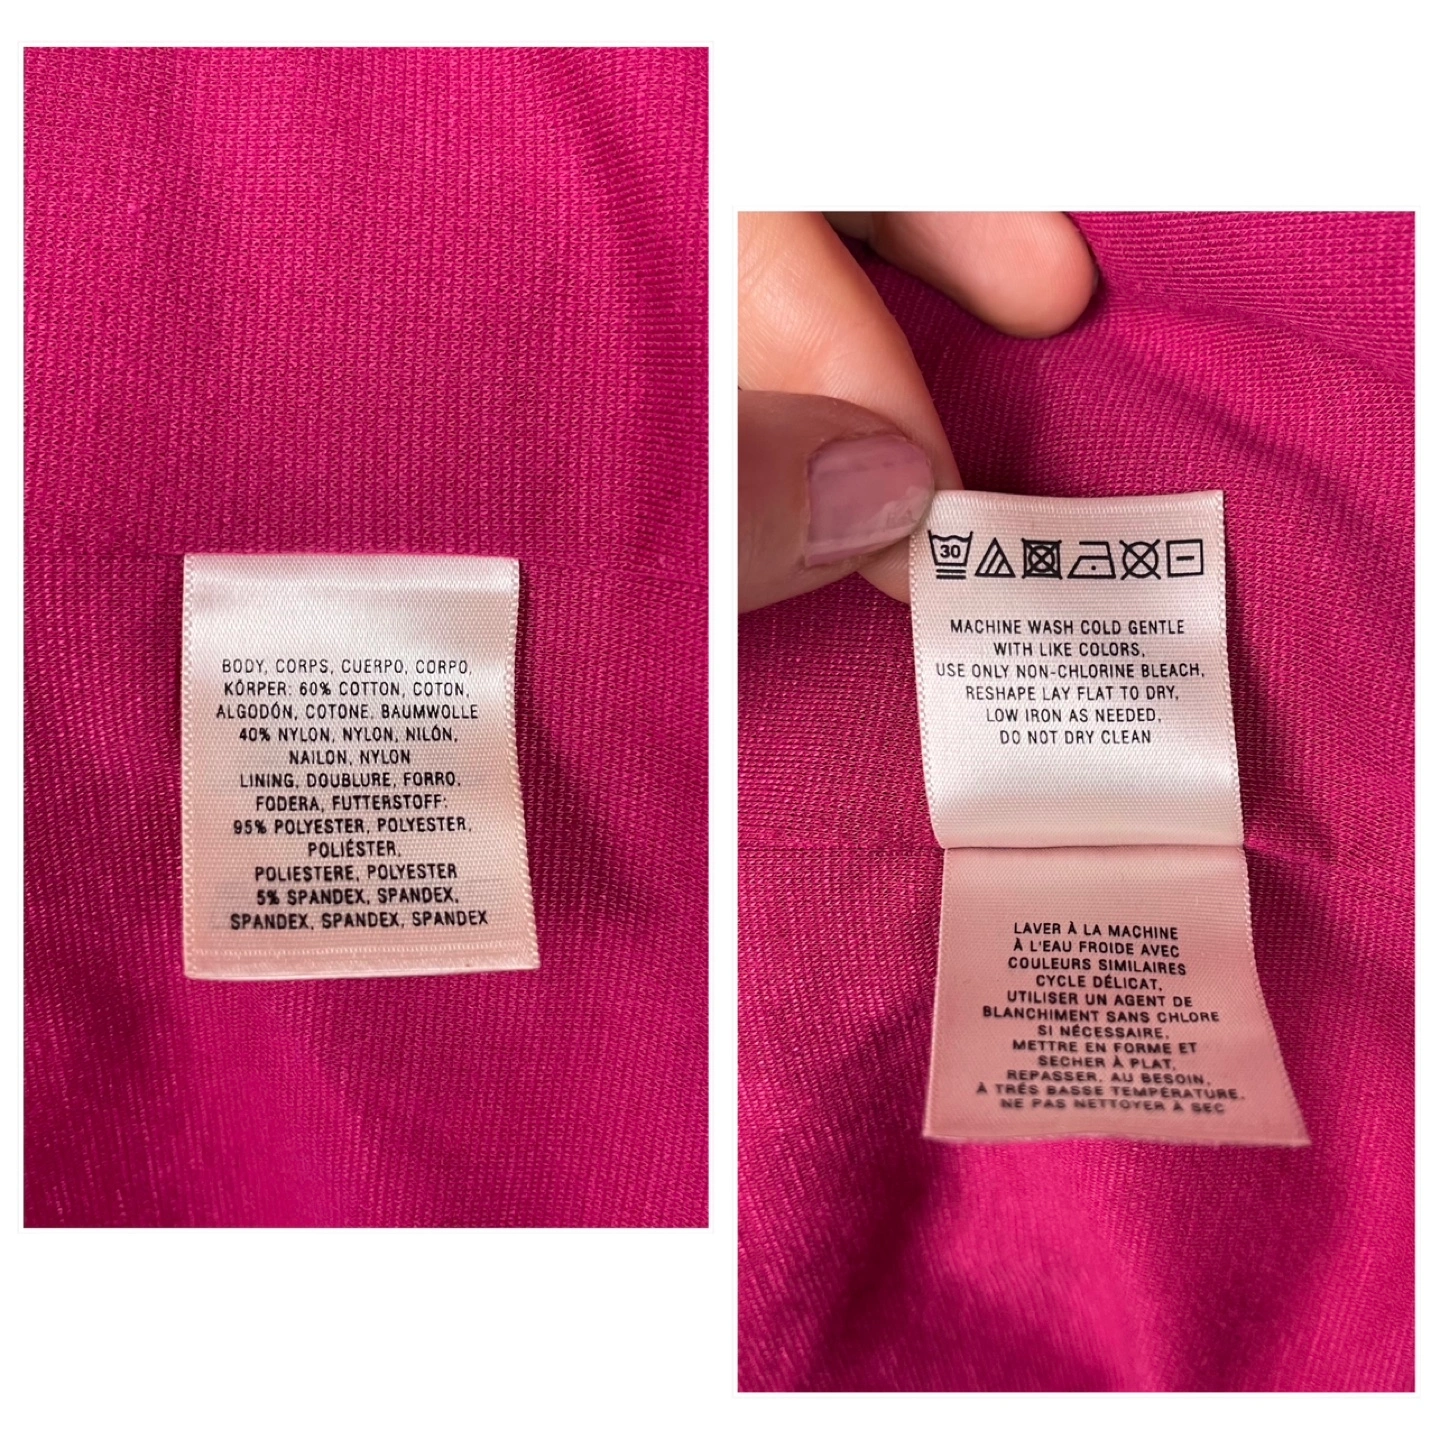 BODY, CORPS, CUERPO, CORPO,
KÖRPER: 60% COTTON, COTON,
ALGODÓN, COTONE, BAUMWOLLE
40% NYLON, NYLON, NILÓN,
NAILON, NYLON
LINING, DOUBLURE, FORRO,
FODERA, FUTTERSTOFF:
95% POLYESTER, POLYESTER,
POLIÉSTER,
POLIESTERE, POLYESTER
5% SPANDEX, SPANDEX,
SPANDEX, SPANDEX, SPANDEX
30
MACHINE WASH COLD GENTLE
WITH LIKE COLORS,
USE ONLY NON-CHLORINE BLEACH,
RESHAPE LAY FLAT TO DRY,
LOW IRON AS NEEDED,
DO NOT DRY CLEAN
LAVER À LA MACHINE
À L'EAU FROIDE AVEC
COULEURS SIMILAIRES
CYCLE DÉLICAT,
UTILISER UN AGENT DE
BLANCHIMENT SANS CHLORE
SI NÉCESSAIRE,
METTRE EN FORME ET
SECHER À PLAT,
REPASSER, AU BESOIN,
À TRÉS BASSE TEMPÉRATURE,
NE PAS NETTOYER À SEC